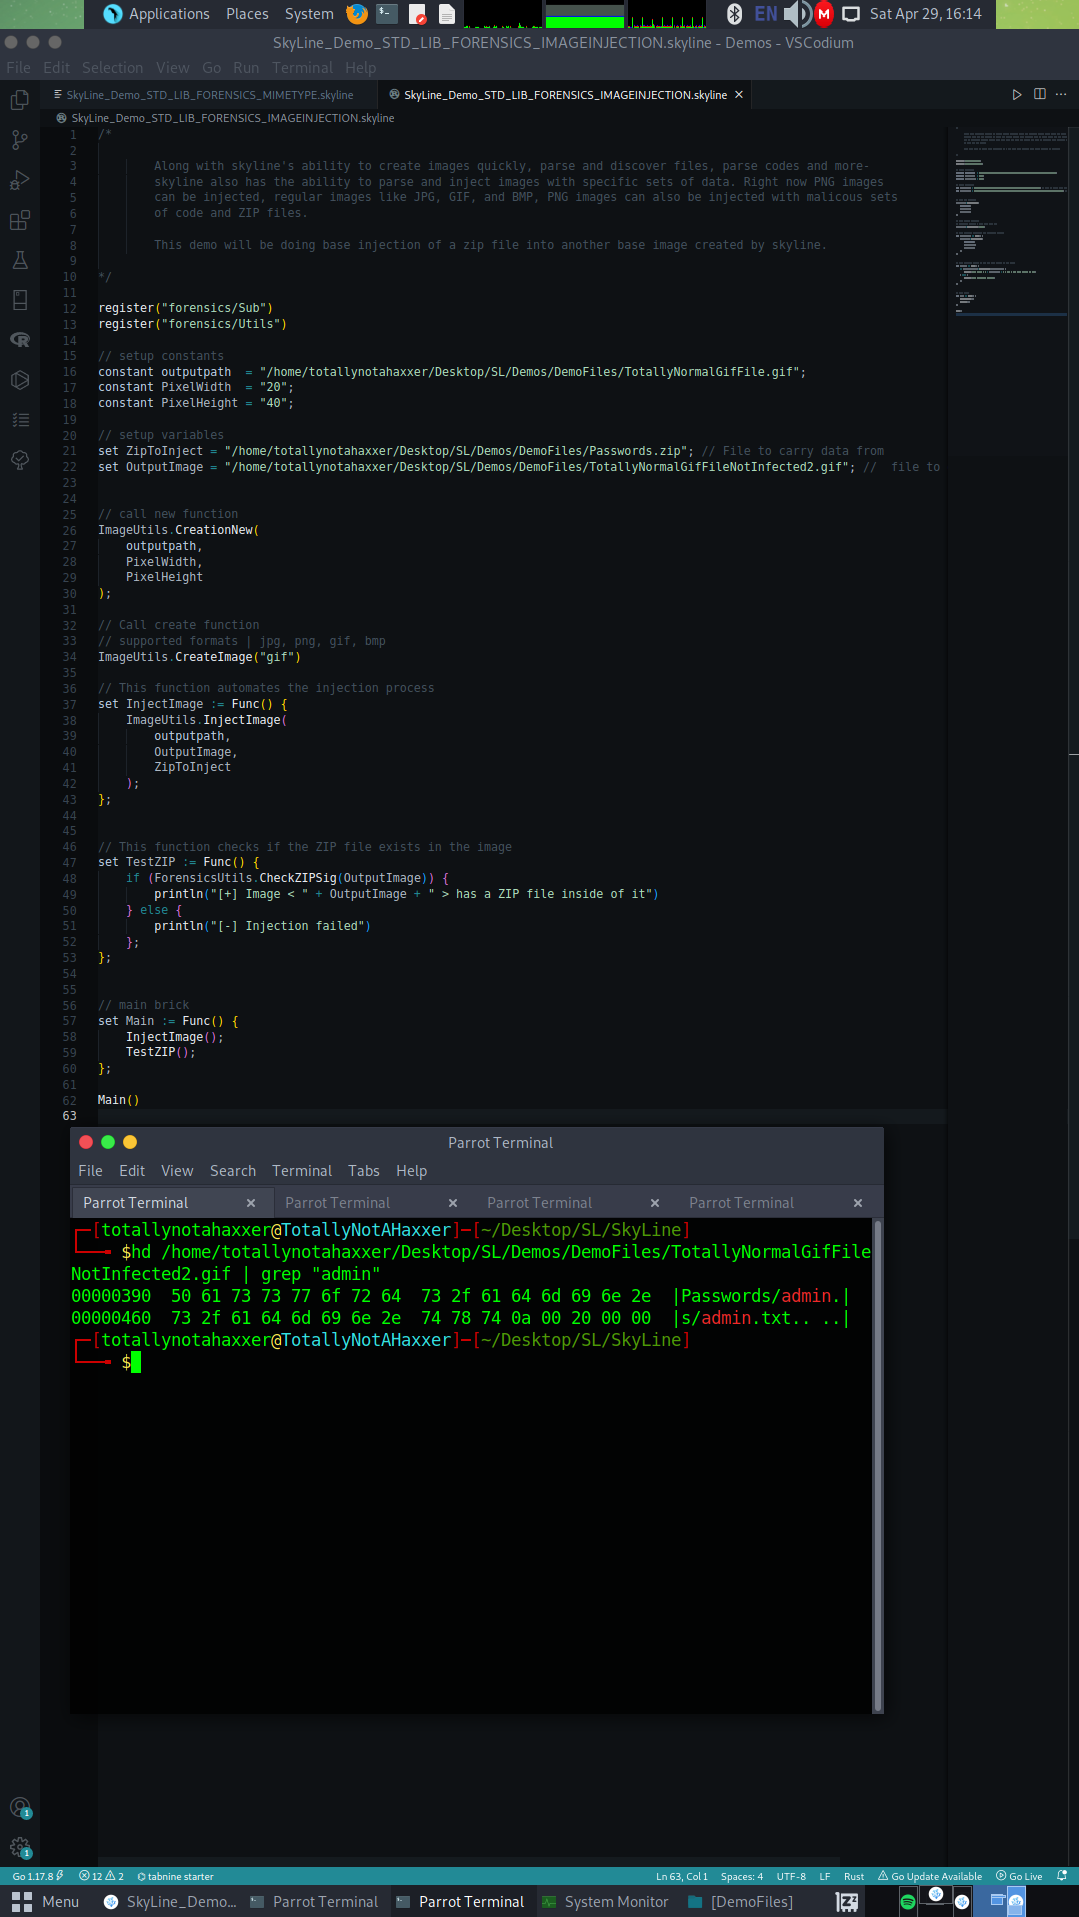 Applications Places System EN M Sat Apr 29, 16:14
SkyLine_Demo_STD_LIB_FORENSICS_IMAGEINJECTION.skyline - Demos - VSCodium
File Edit Selection View Go Run Terminal Help
SkyLine_Demo_STD_LIB_FORENSICS_MIMETYPE.skyline SkyLine_Demo_STD_LIB_FORENSICS_IMAGEINJECTION.skyline
SkyLine_Demo_STD_LIB_FORENSICS_IMAGEINJECTION.skyline
1 /*
2
3 Along with skyline's ability to create images quickly, parse and discover files, parse codes and more-
4 skyline also has the ability to parse and inject images with specific sets of data. Right now PNG images
5 can be injected, regular images like JPG, GIF, and BMP, PNG images can also be injected with malicous sets
6 of code and ZIP files.
7
8 This demo will be doing base injection of a zip file into another base image created by skyline.
9
10 */
11
12 register("forensics/Sub")
13 register("forensics/Utils")
14
15 // setup constants
16 constant outputpath  = "/home/totallynotahaxxer/Desktop/SL/Demos/DemoFiles/TotallyNormalGifFile.gif";
17 constant PixelWidth  = "20";
18 constant PixelHeight = "40";
19
20 // setup variables
21 set ZipToInject = "/home/totallynotahaxxer/Desktop/SL/Demos/DemoFiles/Passwords.zip"; // File to carry data from
22 set OutputImage = "/home/totallynotahaxxer/Desktop/SL/Demos/DemoFiles/TotallyNormalGifFileNotInfected2.gif"; //  file to
23
24
25 // call new function
26 ImageUtils.CreationNew(
27 outputpath,
28 PixelWidth,
29 PixelHeight
30 );
31
32 // Call create function
33 // supported formats | jpg, png, gif, bmp
34 ImageUtils.CreateImage("gif")
35
36 // This function automates the injection process
37 set InjectImage := Func() {
38 ImageUtils.InjectImage(
39 outputpath,
40 OutputImage,
41 ZipToInject
42 );
43 };
44
45
46 // This function checks if the ZIP file exists in the image
47 set TestZIP := Func() {
48 if (ForensicsUtils.CheckZIPSig(OutputImage)) {
49 println("[+] Image < " + OutputImage + " > has a ZIP file inside of it")
50 } else {
51 println("[-] Injection failed")
52 };
53 };
54
55
56 // main brick
57 set Main := Func() {
58 InjectImage();
59 TestZIP();
60 };
61
62 Main()
63
Parrot Terminal
File Edit View Search Terminal Tabs Help
Parrot Terminal × Parrot Terminal × Parrot Terminal × Parrot Terminal ×
[totallynotahaxxer@TotallyNotAHaxxer]-[~/Desktop/SL/SkyLine]
$hd /home/totallynotahaxxer/Desktop/SL/Demos/DemoFiles/TotallyNormalGifFile
NotInfected2.gif | grep "admin"
00000390  50 61 73 73 77 6f 72 64  73 2f 61 64 6d 69 6e 2e  |Passwords/admin.|
00000460  73 2f 61 64 6d 69 6e 2e  74 78 74 0a 00 20 00 00  |s/admin.txt.. ..|
[totallynotahaxxer@TotallyNotAHaxxer]-[~/Desktop/SL/SkyLine]
$
1
1
Go 1.17.8 12 2 tabnine starter Ln 63, Col 1 Spaces: 4 UTF-8 LF Rust Go Update Available Go Live
Menu SkyLine_Demo... Parrot Terminal Parrot Terminal System Monitor [DemoFiles]